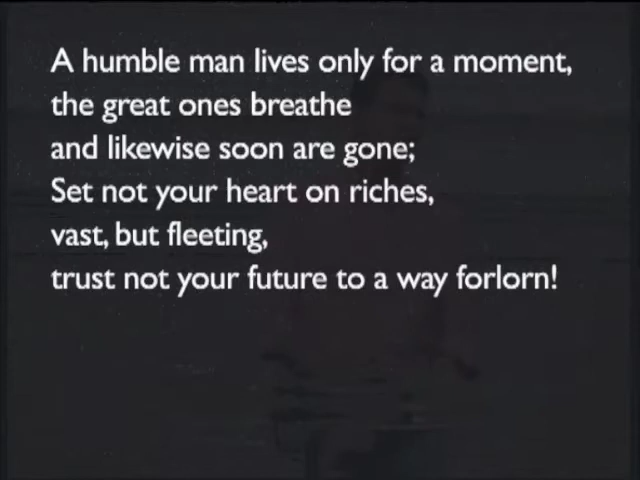 A humble man lives only for a moment,
the great ones breathe
and likewise soon are gone;
Set not your heart on riches,
vast, but fleeting,
trust not your future to a way forlorn!